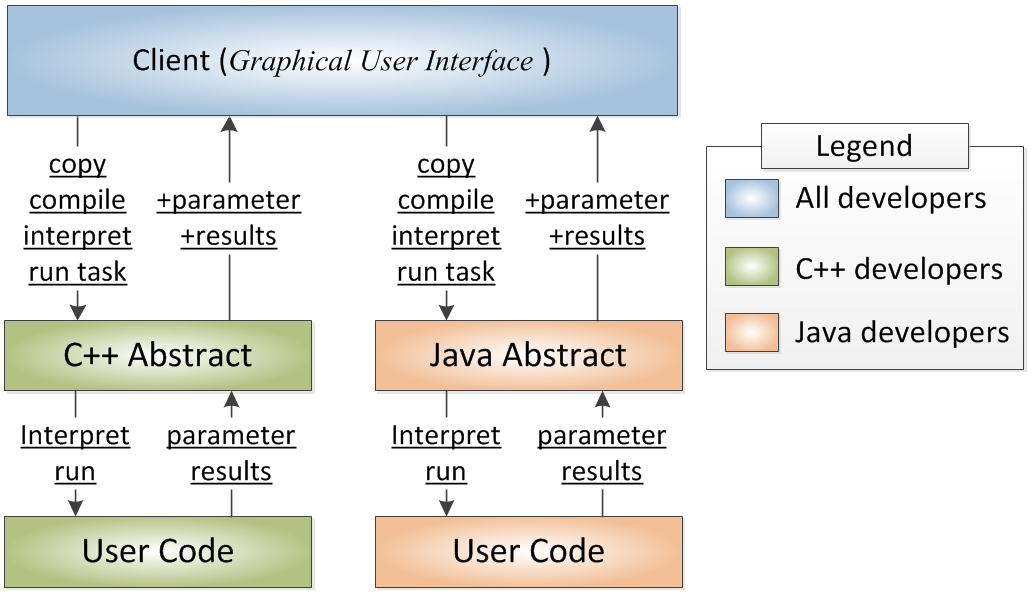 Client (Graphical User Interface )
copy
compile
interpret
run task
+parameter
+results
copy
compile
interpret
run task
+parameter
+results
C++ Abstract
Java Abstract
Interpret
run
parameter
results
Interpret
run
parameter
results
User Code
User Code
Legend
All developers
C++ developers
Java developers